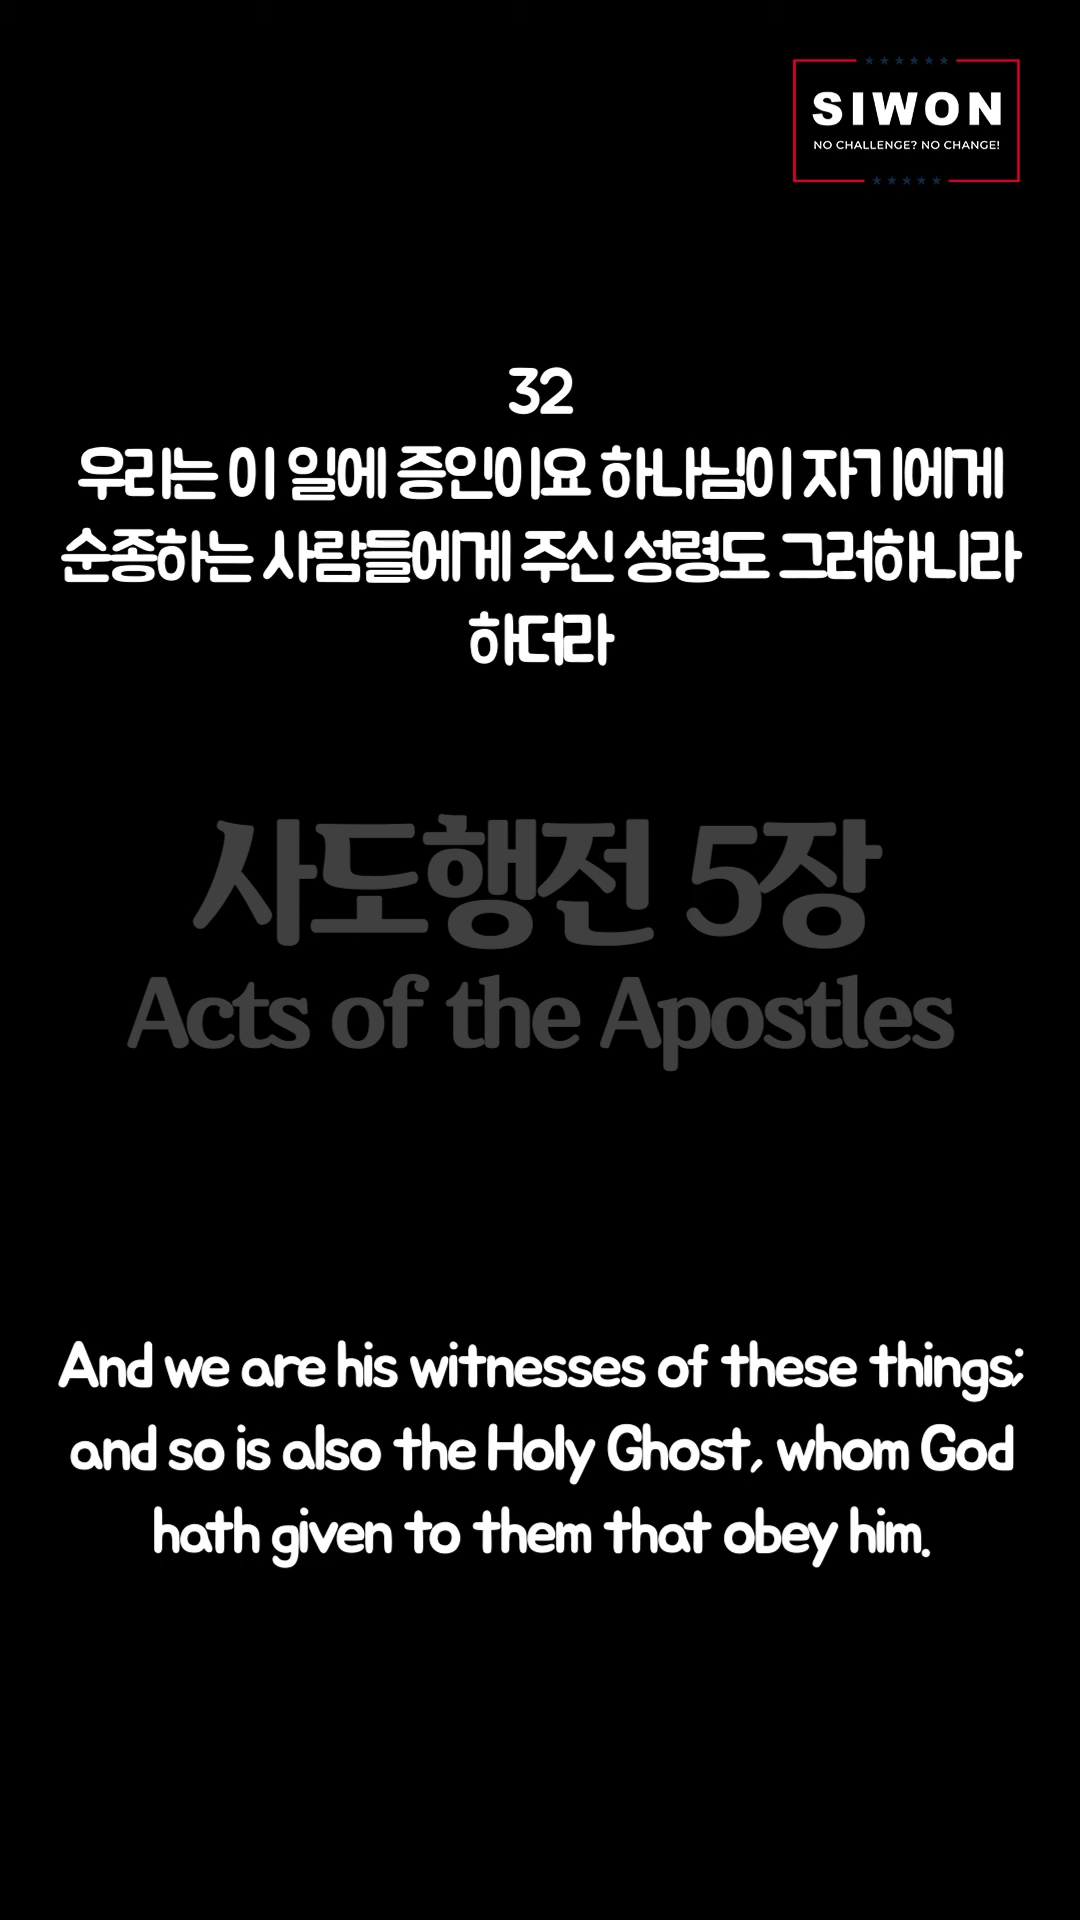 SIWON
NO CHALLENGE? NO CHANGE!
32
우리는 이 일에 증인이요 하나님이 자기에게
순종하는 사람들에게 주신 성령도 그러하니라
하더라
사도행전 5장
Acts of the Apostles
And we are his witnesses of these things;
and so is also the Holy Ghost, whom God
hath given to them that obey him.